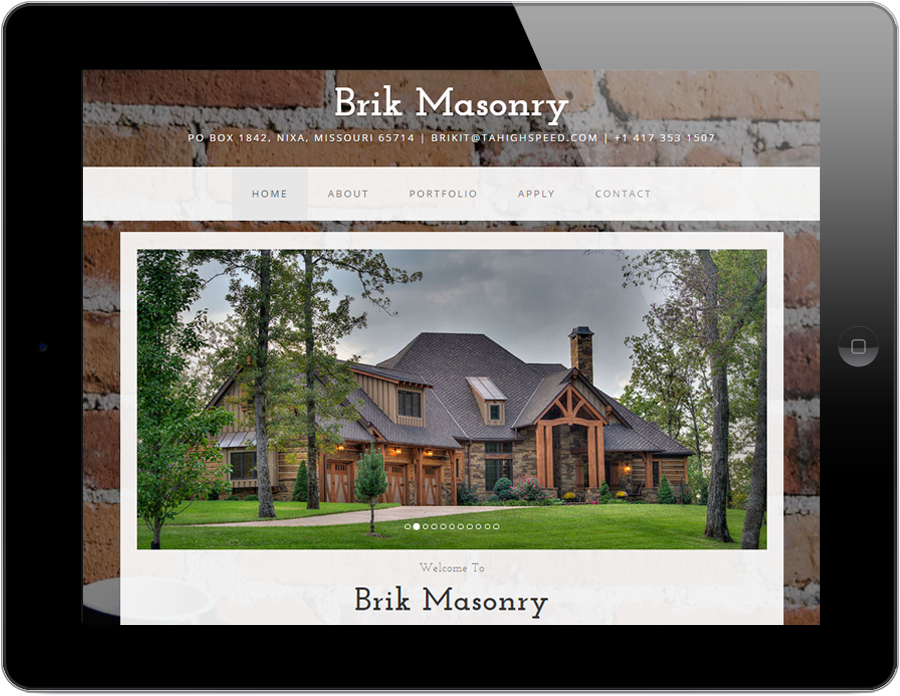 Brik Masonry
PO BOX 1842, NIXA, MISSOURI 65714 | BRIKIT@TAHIGHSPEED.COM | +1 417 353 1507
HOME ABOUT PORTFOLIO APPLY CONTACT
Welcome To
Brik Masonry